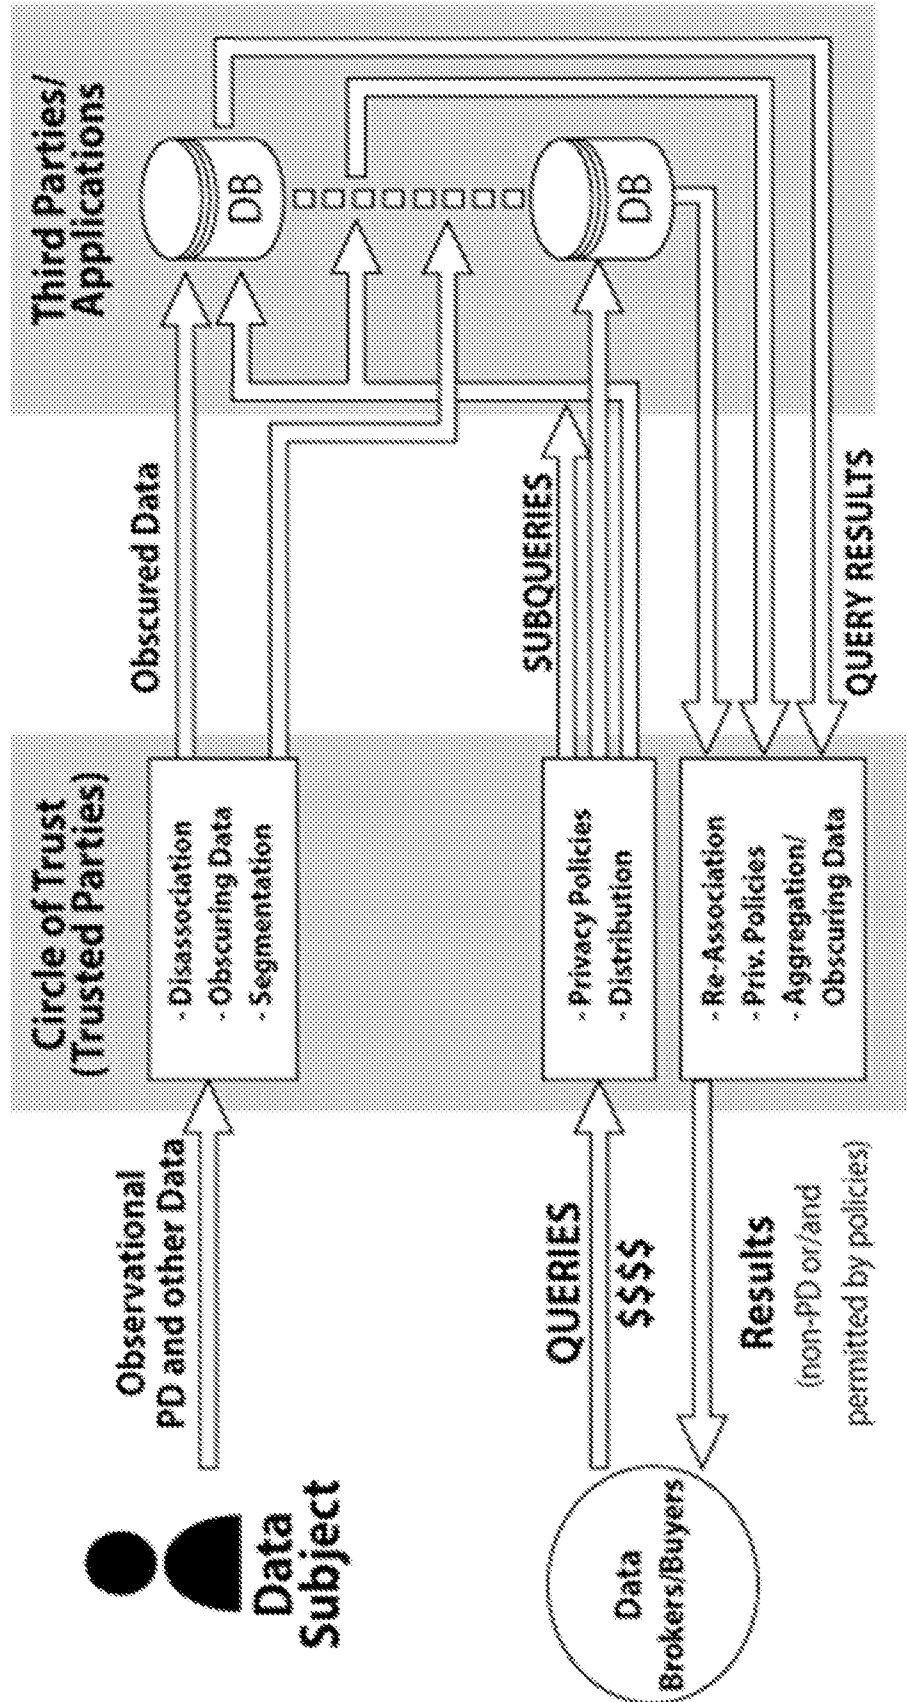 Circle of Trust
(Trusted Parties)
Third Parties/
Applications
Observational
PD and other Data
- Disassociation
- Obscuring Data
- Segmentation
Obscured Data
DB
Data
Subject
QUERIES
$$$$
- Privacy Policies
- Distribution
SUBQUERIES
DB
Data
Brokers/Buyers
Results
(non-PD or/and
permitted by policies)
- Re-Association
- Priv. Policies
- Aggregation/
Obscuring Data
QUERY RESULTS